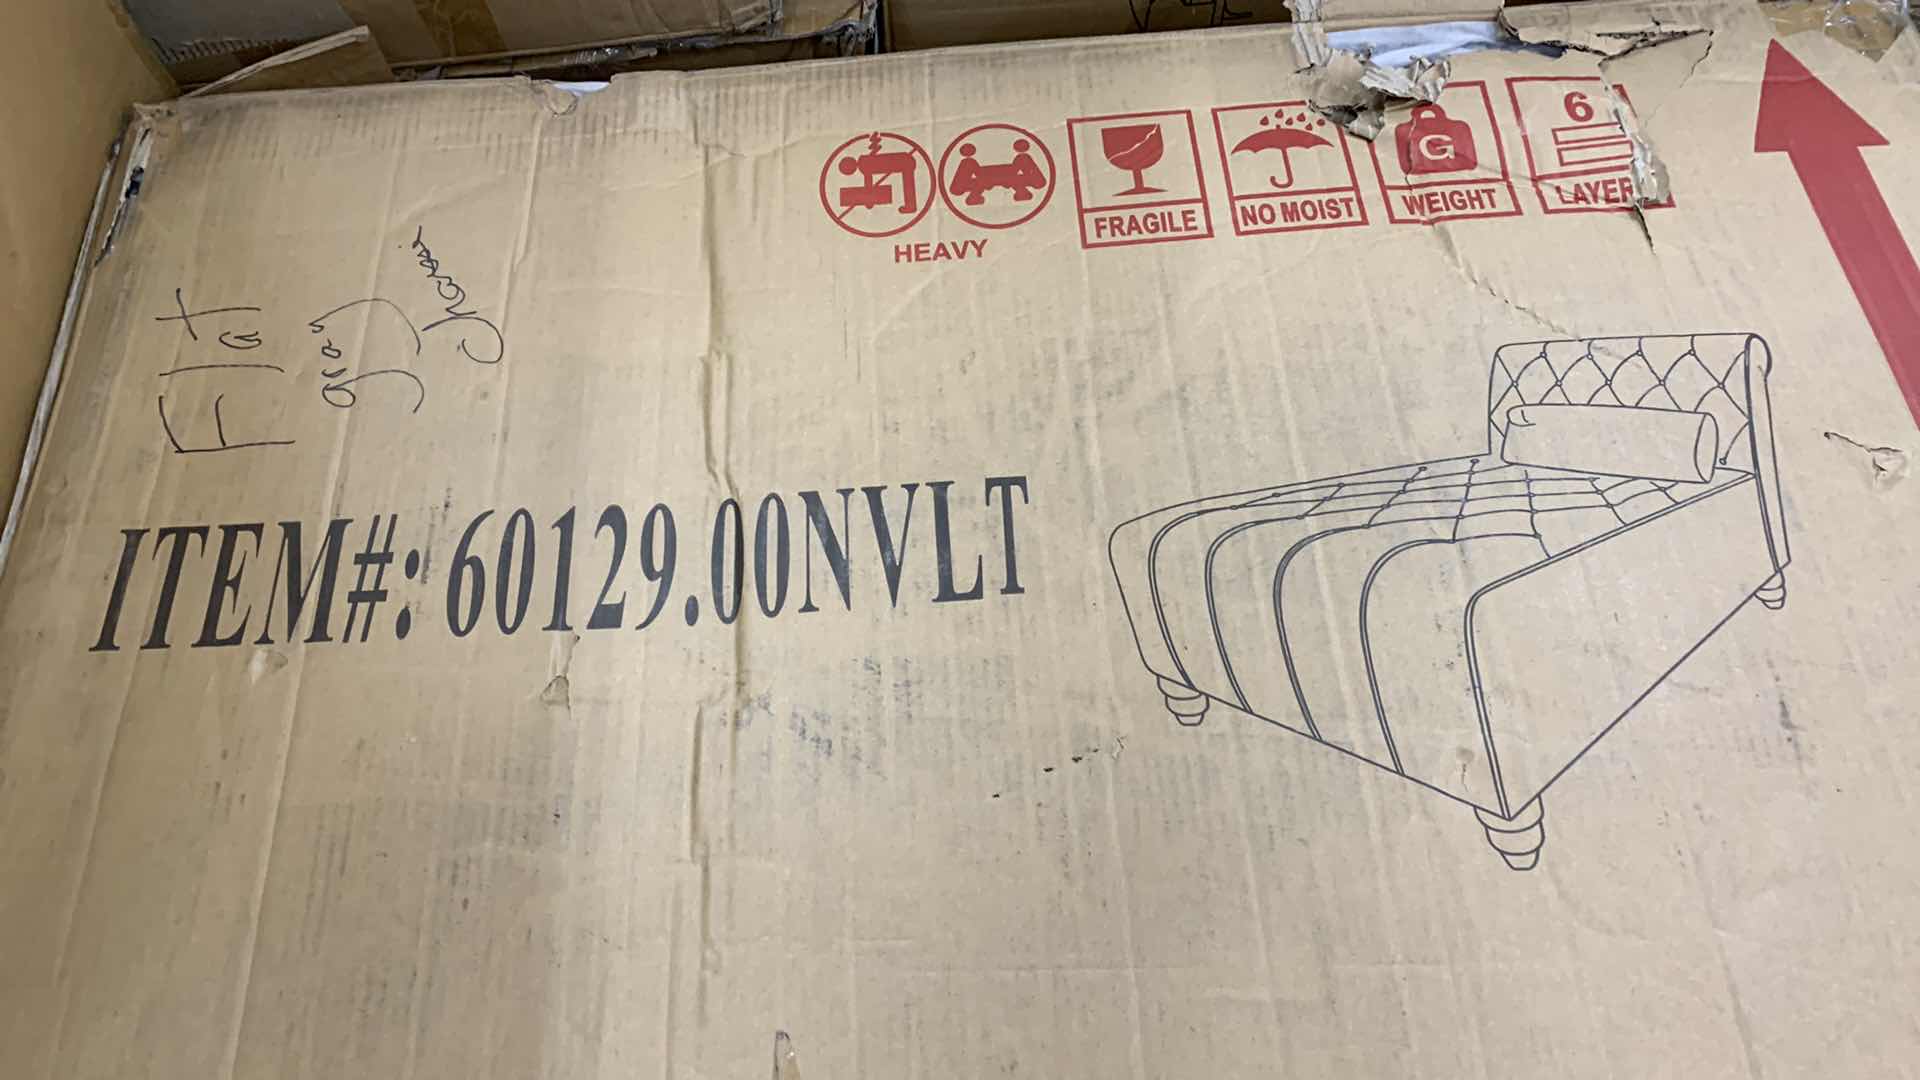 6
G
FRAGILE
NO MOIST
WEIGHT
LAYER
HEAVY
Flat
ITEM#: 60129.00NVLT